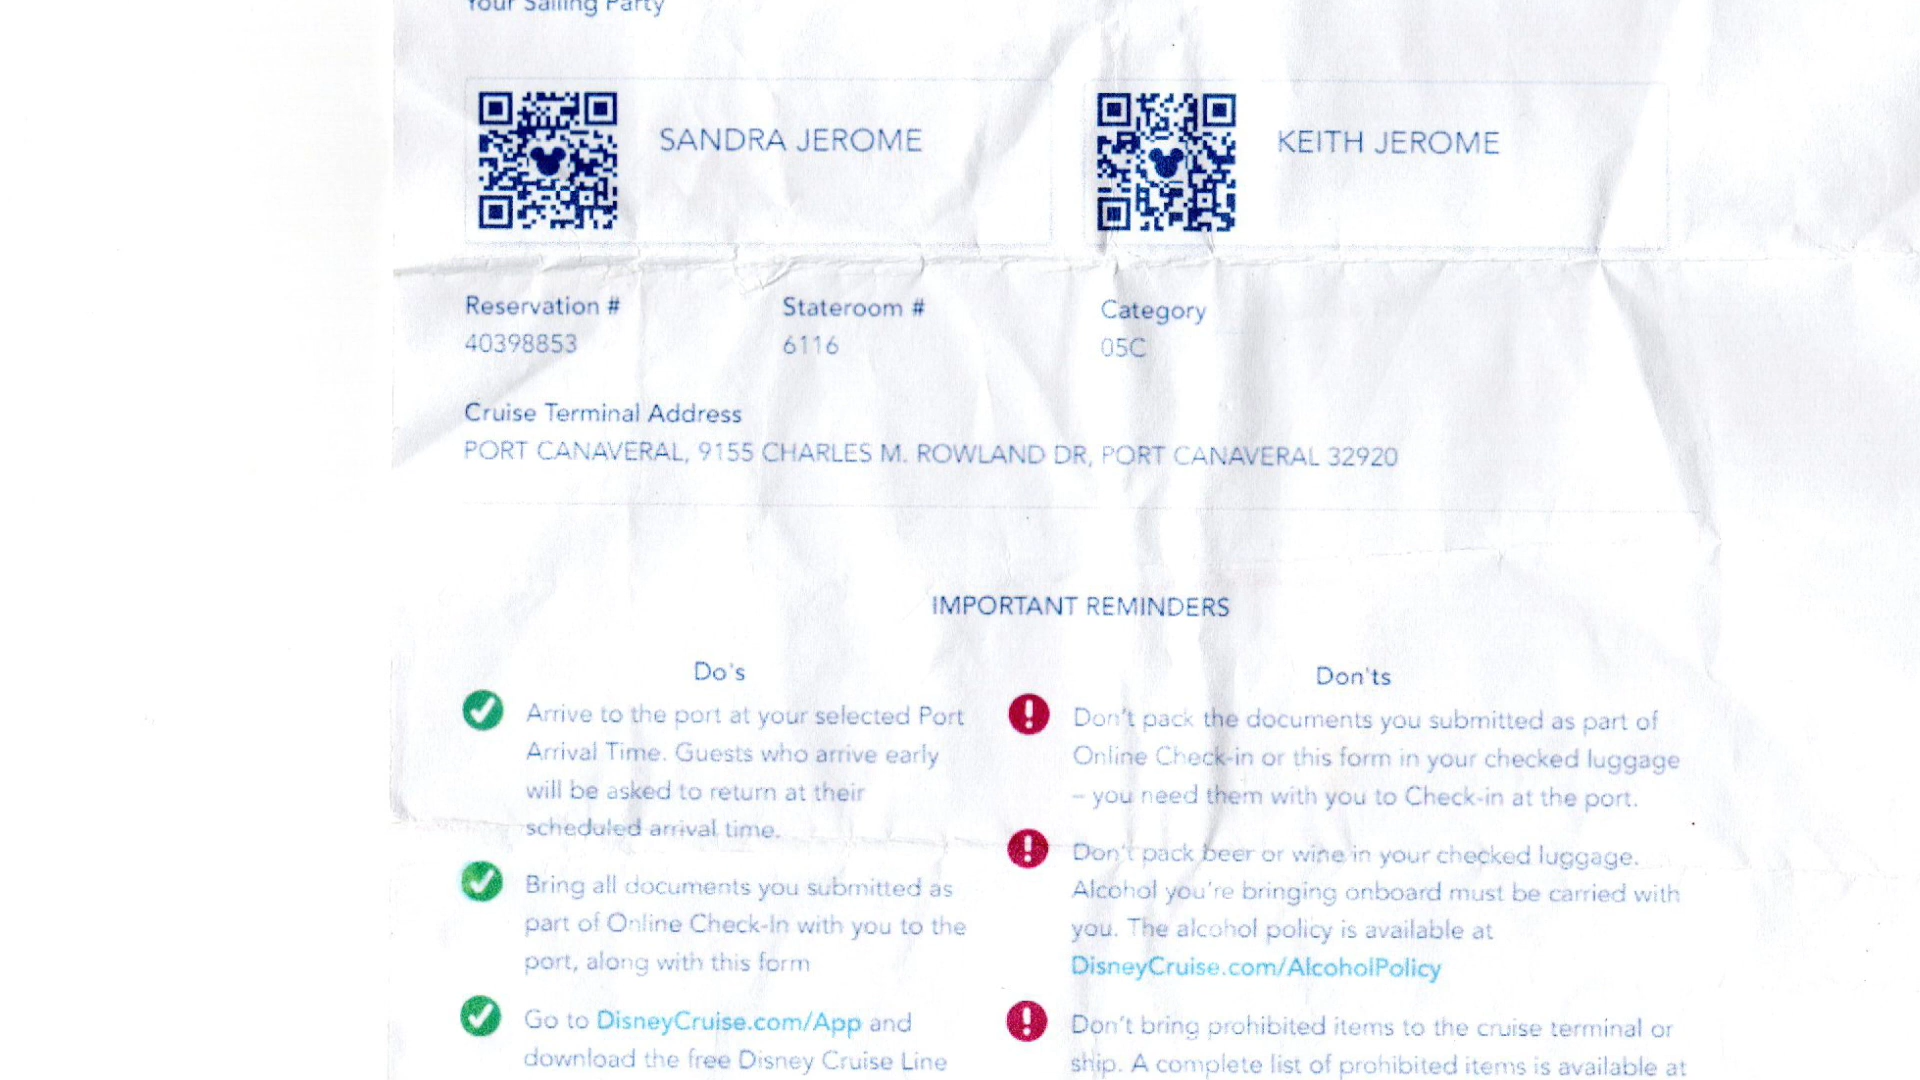 Your Sailing Party
SANDRA JEROME
KEITH JEROME
Reservation #
40398853
Stateroom #
6116
Category
05C
Cruise Terminal Address
PORT CANAVERAL, 9155 CHARLES M. ROWLAND DR, PORT CANAVERAL 32920
IMPORTANT REMINDERS
Do's
Arrive to the port at your selected Port
Arrival Time. Guests who arrive early
will be asked to return at their
scheduled arrival time.
Bring all documents you submitted as
part of Online Check-In with you to the
port, along with this form
Go to DisneyCruise.com/App and
download the free Disney Cruise Line
Don'ts
Don't pack the documents you submitted as part of
Online Check-in or this form in your checked luggage
– you need them with you to Check-in at the port.
Don't pack beer or wine in your checked luggage.
Alcohol you're bringing onboard must be carried with
you. The alcohol policy is available at
DisneyCruise.com/AlcoholPolicy
Don't bring prohibited items to the cruise terminal or
ship. A complete list of prohibited items is available at